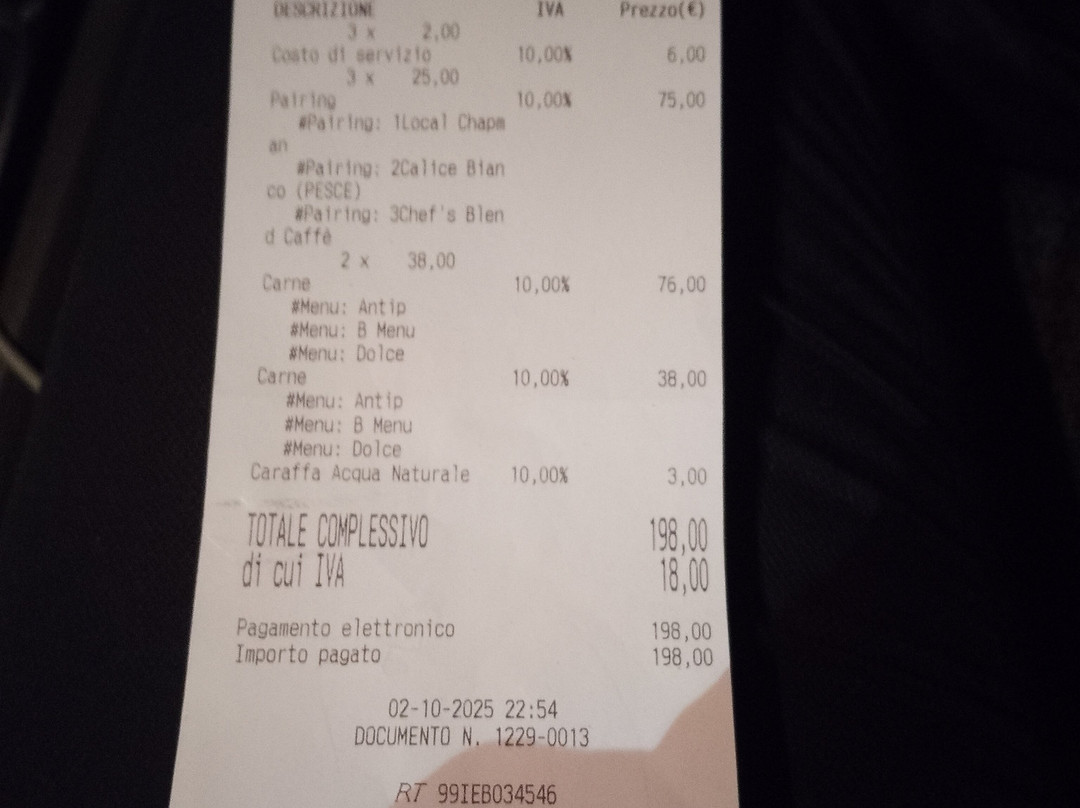 DESCRIZIONE IVA Prezzo(€)
3 x 2,00
Costo di servizio 10,00% 6,00
3 x 25,00
Pairing 10,00% 75,00
#Pairing: 1Local Chapm
an
#Pairing: 2Calice Bian
co (PESCE)
#Pairing: 3Chef's Blen
d Caffè
2 x 38,00
Carne 10,00% 76,00
#Menu: Antip
#Menu: B Menu
#Menu: Dolce
Carne 10,00% 38,00
#Menu: Antip
#Menu: B Menu
#Menu: Dolce
Caraffa Acqua Naturale 10,00% 3,00
TOTALE COMPLESSIVO 198,00
di cui IVA 18,00
Pagamento elettronico 198,00
Importo pagato 198,00
02-10-2025 22:54
DOCUMENTO N. 1229-0013
RT 99IEB034546